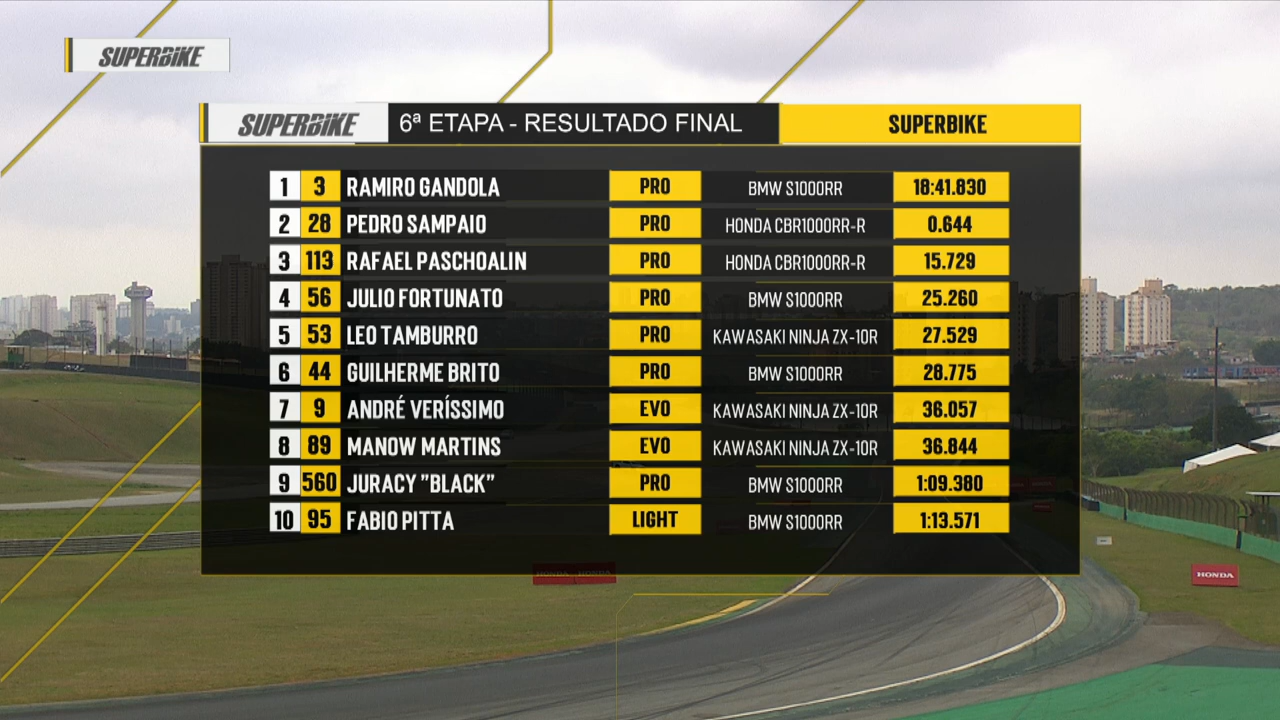 SUPERBIKE
SUPERBIKE 6ª ETAPA - RESULTADO FINAL SUPERBIKE
1 3 RAMIRO GANDOLA PRO BMW S1000RR 18:41.830
2 28 PEDRO SAMPAIO PRO HONDA CBR1000RR-R 0.644
3 113 RAFAEL PASCHOALIN PRO HONDA CBR1000RR-R 15.729
4 56 JULIO FORTUNATO PRO BMW S1000RR 25.260
5 53 LEO TAMBURRO PRO KAWASAKI NINJA ZX-10R 27.529
6 44 GUILHERME BRITO PRO BMW S1000RR 28.775
7 9 ANDRÉ VERÍSSIMO EVO KAWASAKI NINJA ZX-10R 36.057
8 89 MANOW MARTINS EVO KAWASAKI NINJA ZX-10R 36.844
9 560 JURACY "BLACK" PRO BMW S1000RR 1:09.380
10 95 FABIO PITTA LIGHT BMW S1000RR 1:13.571
HONDA HONDA
HONDA